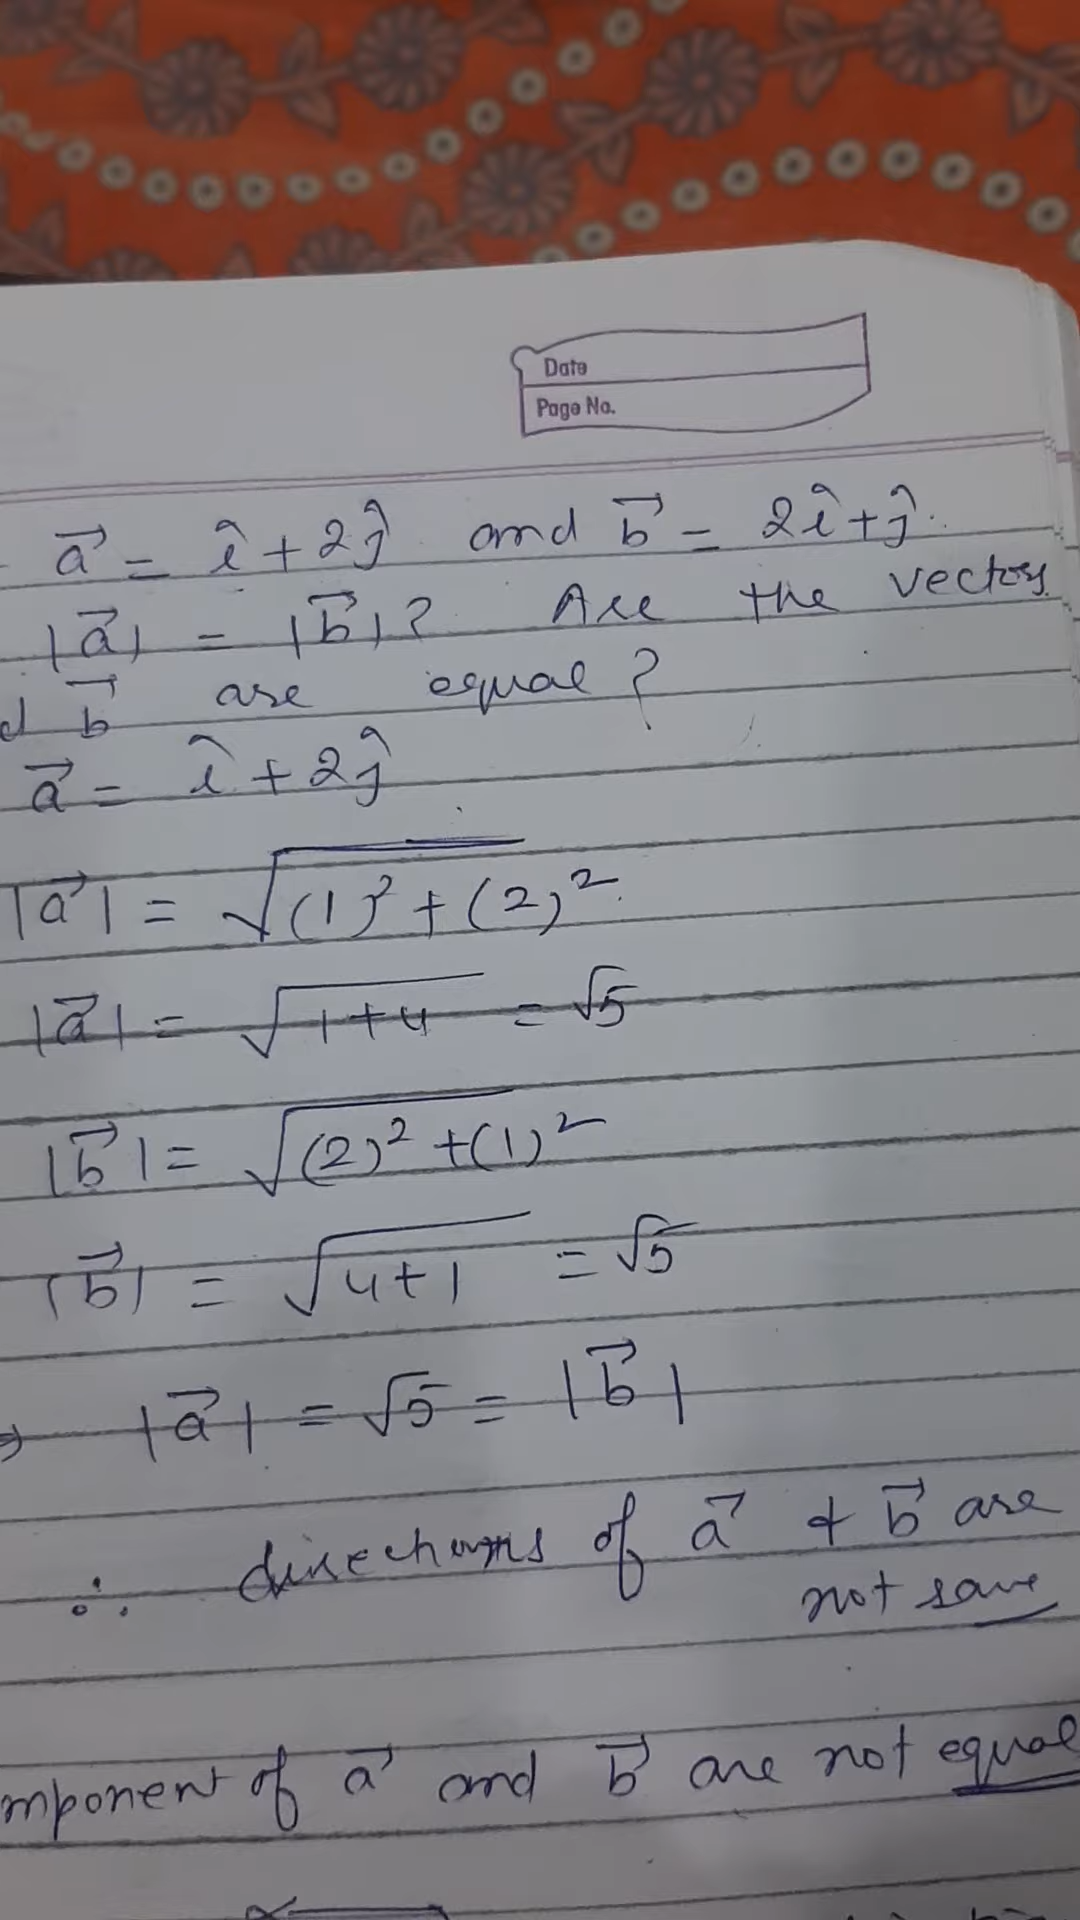 Date
Page No.
a⃗ = î + 2ĵ and b⃗ = 2î + ĵ.
|a⃗| = |b⃗|? Are the vectors
d b⃗ are equal?
a⃗ = î + 2ĵ
|a⃗| = √((1)² + (2)²)
|a⃗| = √(1+4) = √5
|b⃗| = √((2)² + (1)²)
|b⃗| = √(4+1) = √5
|a⃗| = √5 = |b⃗|
∴ directions of a⃗ & b⃗ are
not same
mponent of a⃗ and b⃗ are not equal